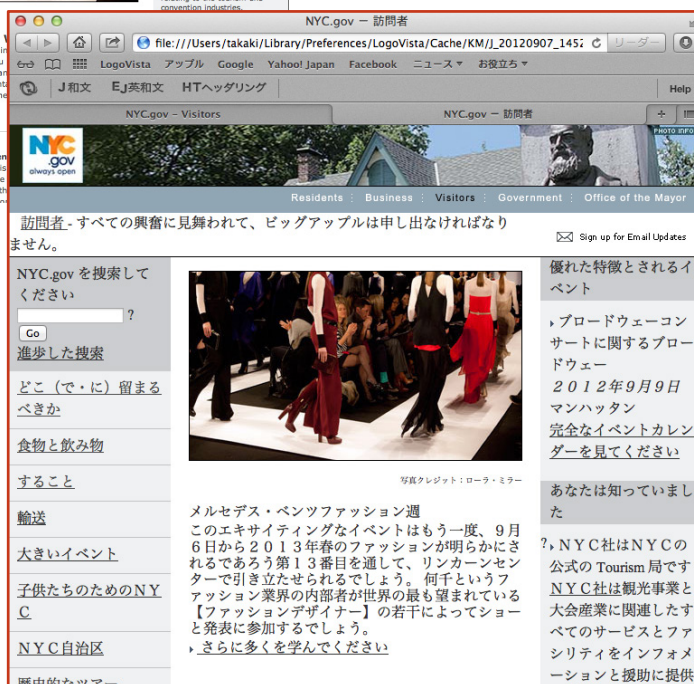 convention industries.
NYC.gov － 訪問者
file:///Users/takaki/Library/Preferences/LogoVista/Cache/KM/J_20120907_1452
リーダー
LogoVista アップル Google Yahoo! Japan Facebook ニュース▼ お役立ち▼
J和文 EJ英和文 HTヘッダリング Help
NYC.gov – Visitors
NYC.gov － 訪問者
NYC
.gov
always open
PHOTO INFO
Residents Business Visitors Government Office of the Mayor
訪問者 - すべての興奮に見舞われて、ビッグアップルは申し出なければなり
ません。
Sign up for Email Updates
NYC.gov を捜索して
ください
?
Go
進歩した捜索
どこ（で・に）留まる
べきか
食物と飲み物
すること
輸送
大きいイベント
子供たちのためのＮＹ
Ｃ
ＮＹＣ自治区
歴史的なツアー
写真クレジット：ローラ・ミラー
メルセデス・ベンツファッション週
このエキサイティングなイベントはもう一度、９月
６日から２０１３年春のファッションが明らかにさ
れるであろう第１３番目を通して、リンカーンセン
ターで引き立たせられるでしょう。 何千というフ
ァッション業界の内部者が世界の最も望まれている
【ファッションデザイナー】の若干によってショー
と発表に参加するでしょう。
さらに多くを学んでください
優れた特徴とされるイ
ベント
ブロードウェーコン
サートに関するブロー
ドウェー
２０１２年９月９日
マンハッタン
完全なイベントカレン
ダーを見てください
あなたは知っていまし
た
?
ＮＹＣ社はＮＹＣの
公式の Tourism 局です
ＮＹＣ社は観光事業と
大会産業に関連したす
べてのサービスとファ
シリティをインフォメ
ーションと援助に提供